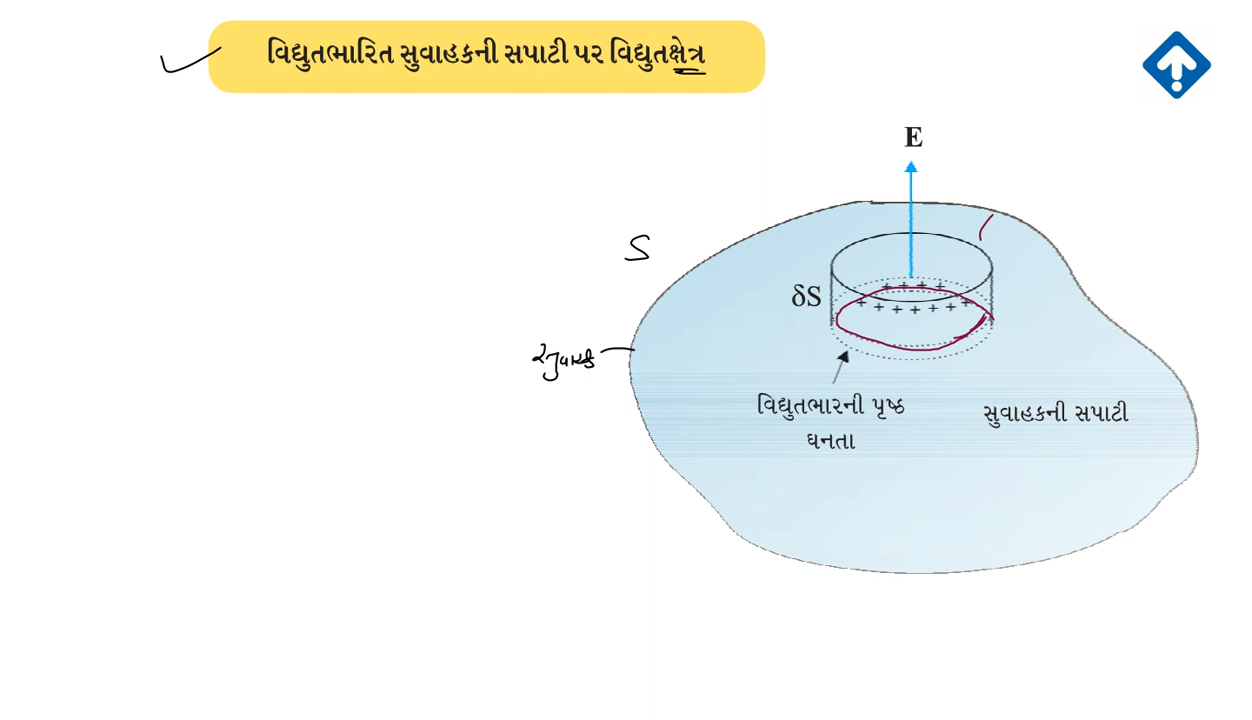 વિદ્યુતભારિત સુવાહકની સપાટી પર વિદ્યુતક્ષેત્ર
E
S
δS
સુવાહક
વિદ્યુતભારની પૃષ્ઠ
ઘનતા
સુવાહકની સપાટી